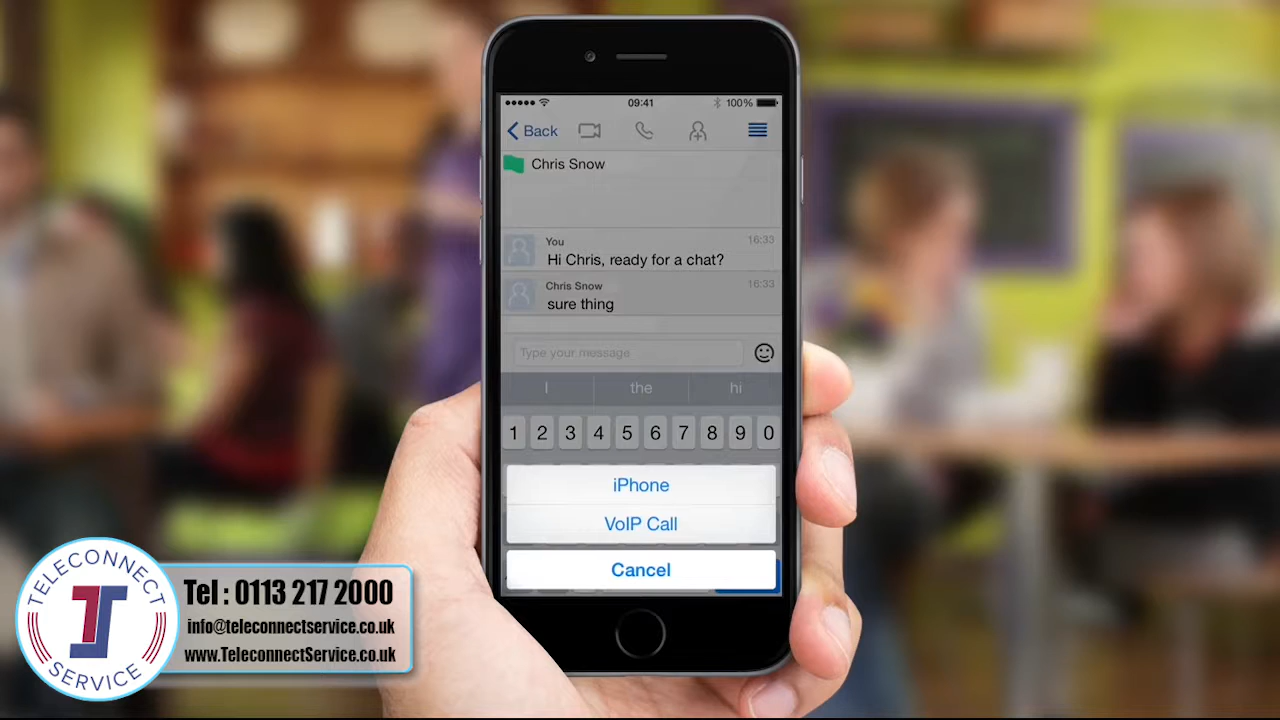 09:41
100%
Back
Chris Snow
You
16:33
Hi Chris, ready for a chat?
Chris Snow
16:33
sure thing
Type your message
I
the
hi
1 2 3 4 5 6 7 8 9 0
iPhone
VoIP Call
Cancel
TELECONNECT
TS
SERVICE
Tel : 0113 217 2000
info@teleconnectservice.co.uk
www.TeleconnectService.co.uk